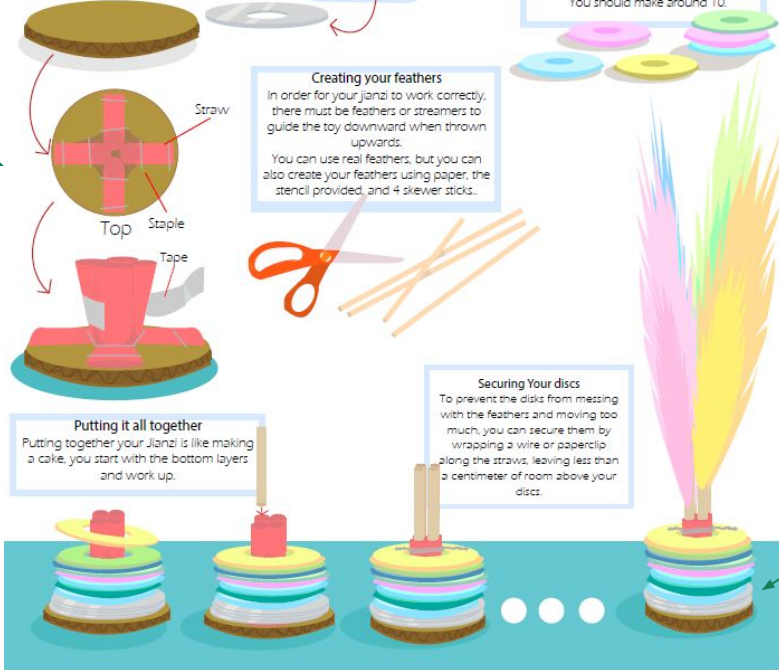 You should make around 10.
Creating your feathers
In order for your jianzi to work correctly,
there must be feathers or streamers to
guide the toy downward when thrown
upwards.
You can use real feathers, but you can
also create your feathers using paper, the
stencil provided, and 4 skewer sticks..
Straw
Staple
Top
Tape
Securing Your discs
To prevent the disks from messing
with the feathers and moving too
much, you can secure them by
wrapping a wire or paperclip
along the straws, leaving less than
a centimeter of room above your
discs.
Putting it all together
Putting together your Jianzi is like making
a cake, you start with the bottom layers
and work up.